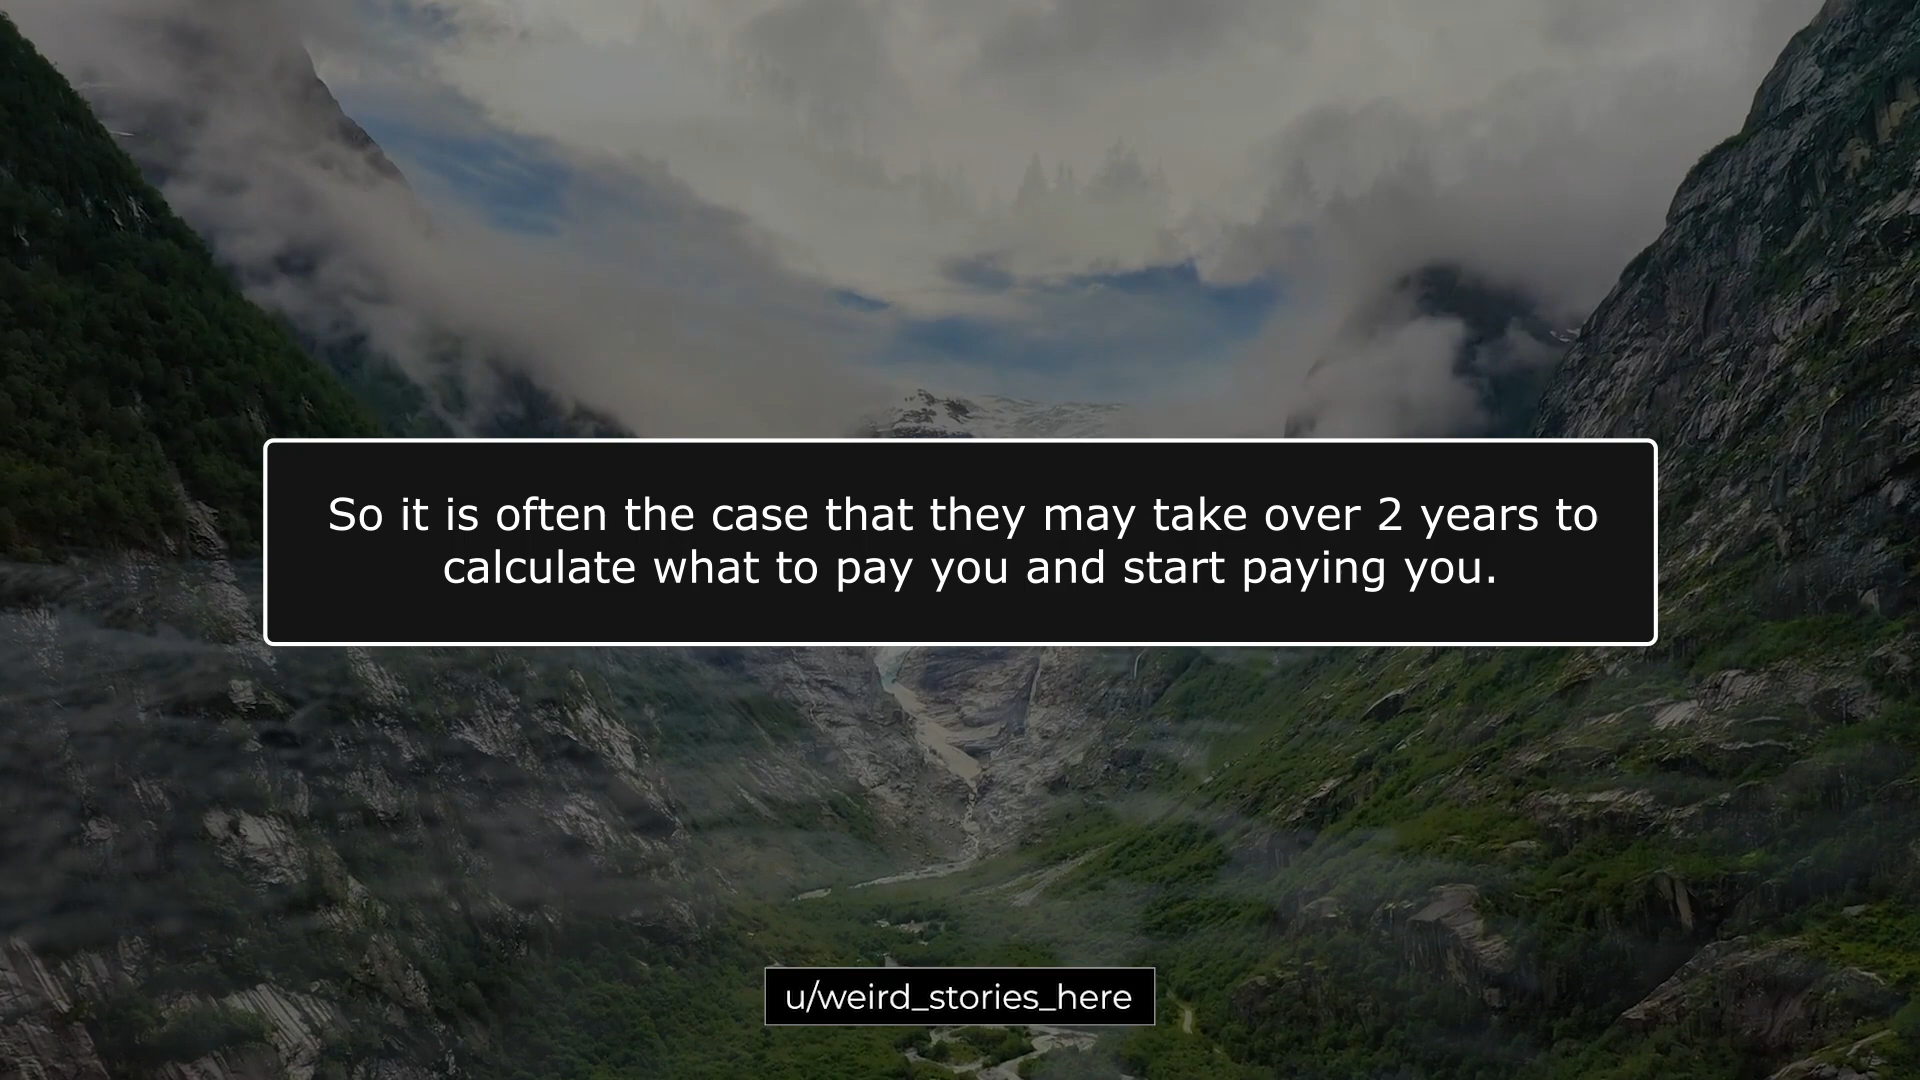 So it is often the case that they may take over 2 years to
calculate what to pay you and start paying you.
u/weird_stories_here